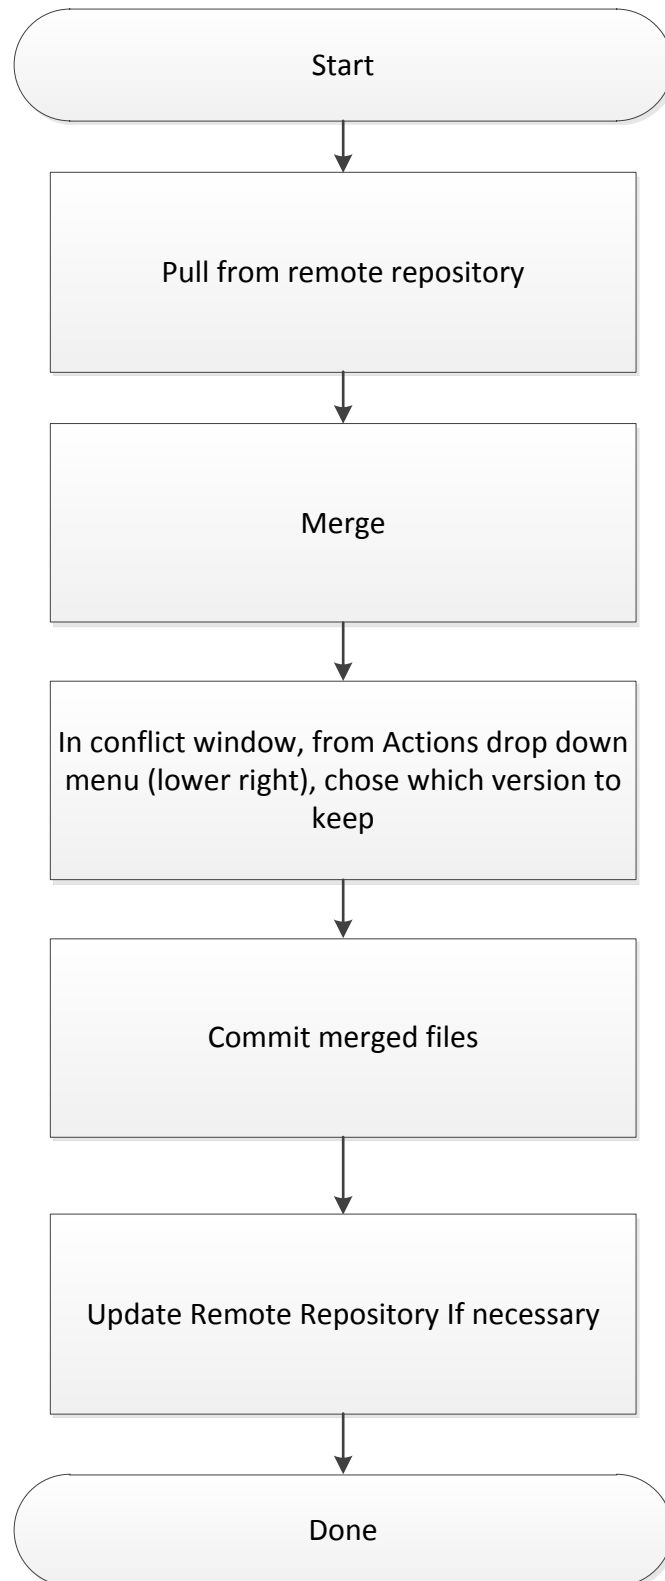 Start
Pull from remote repository
Merge
In conflict window, from Actions drop down
menu (lower right), chose which version to
keep
Commit merged files
Update Remote Repository If necessary
Done